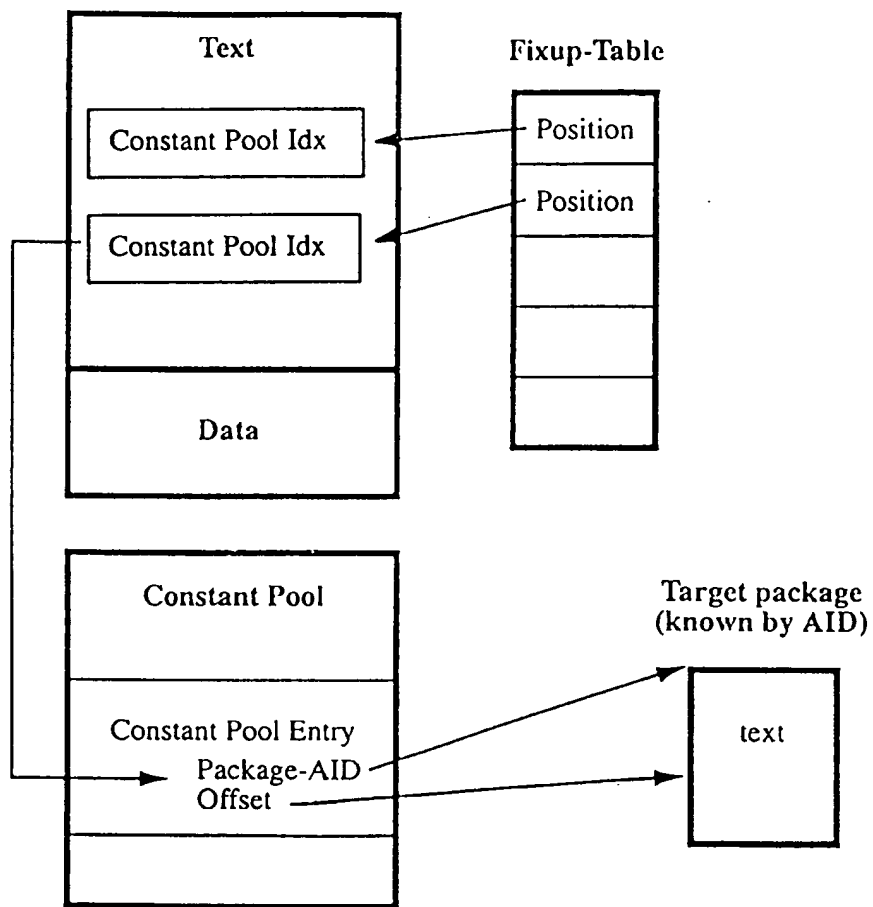 Text
Constant Pool Idx
Constant Pool Idx
Data
Fixup-Table
Position
Position
Constant Pool
Constant Pool Entry
Package-AID
Offset
Target package
(known by AID)
text